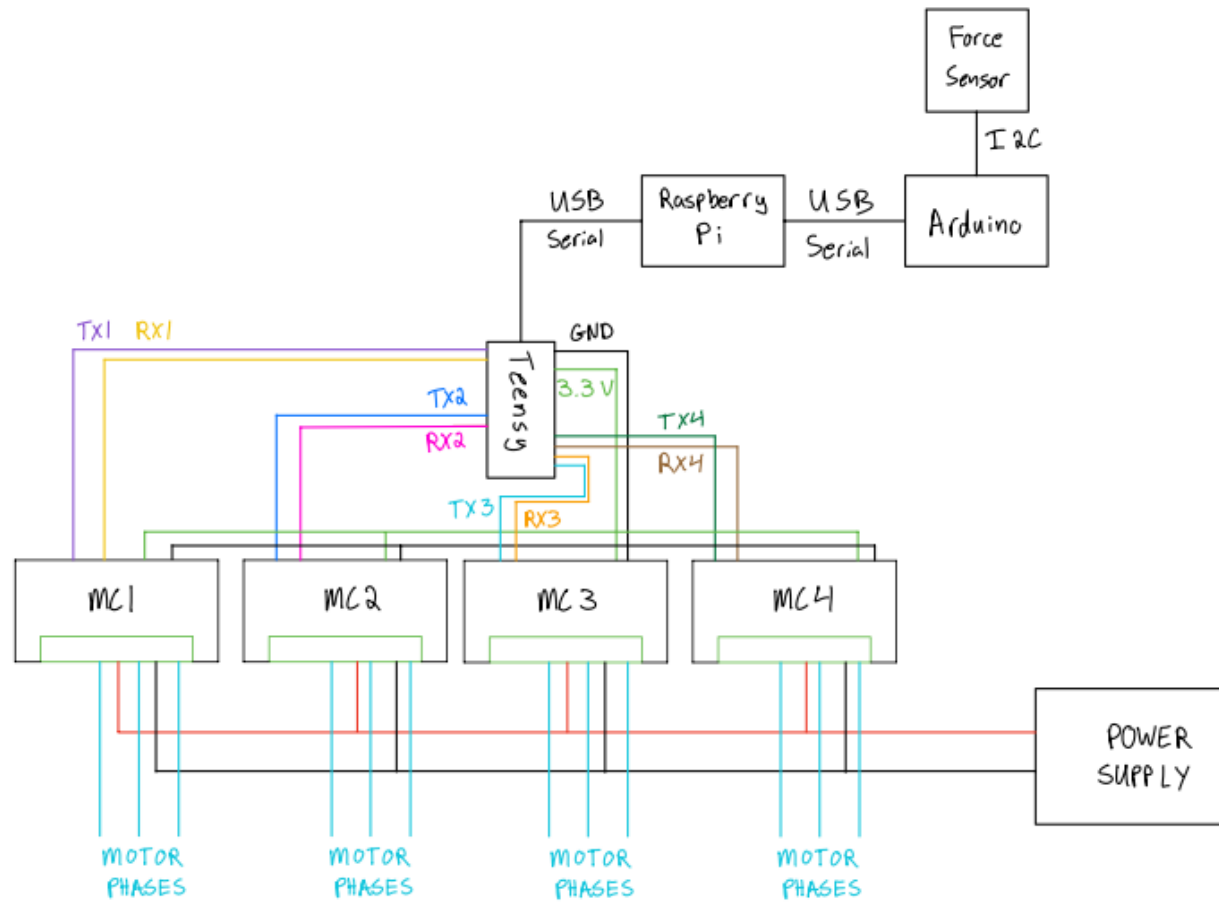 Force
Sensor
I2C
USB
Serial
Raspberry
Pi
USB
Serial
Arduino
TX1
RX1
GND
Teensy
3.3V
TX2
RX2
TX4
RX4
TX3
RX3
MC1
MC2
MC3
MC4
POWER
SUPPLY
MOTOR
PHASES
MOTOR
PHASES
MOTOR
PHASES
MOTOR
PHASES